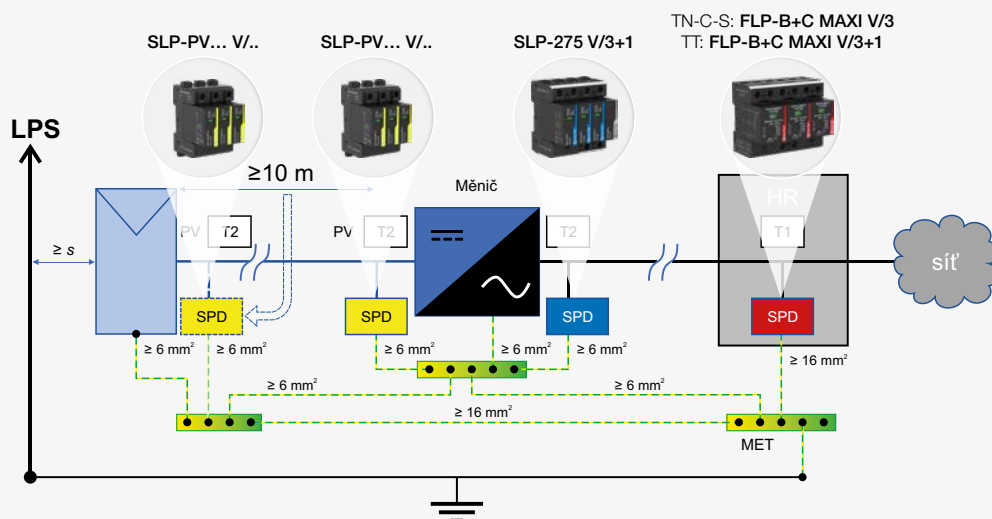 TN-C-S: FLP-B+C MAXI V/3
SLP-PV... V/.. SLP-PV... V/.. SLP-275 V/3+1 TT: FLP-B+C MAXI V/3+1
LPS
≥10 m
Měnič
HR
PV T2 PV T2 T2 T1
≥ s
síť
SPD SPD SPD SPD
≥ 6 mm² ≥ 6 mm² ≥ 6 mm² ≥ 6 mm² ≥ 6 mm² ≥ 16 mm²
≥ 6 mm² ≥ 6 mm²
≥ 16 mm²
MET